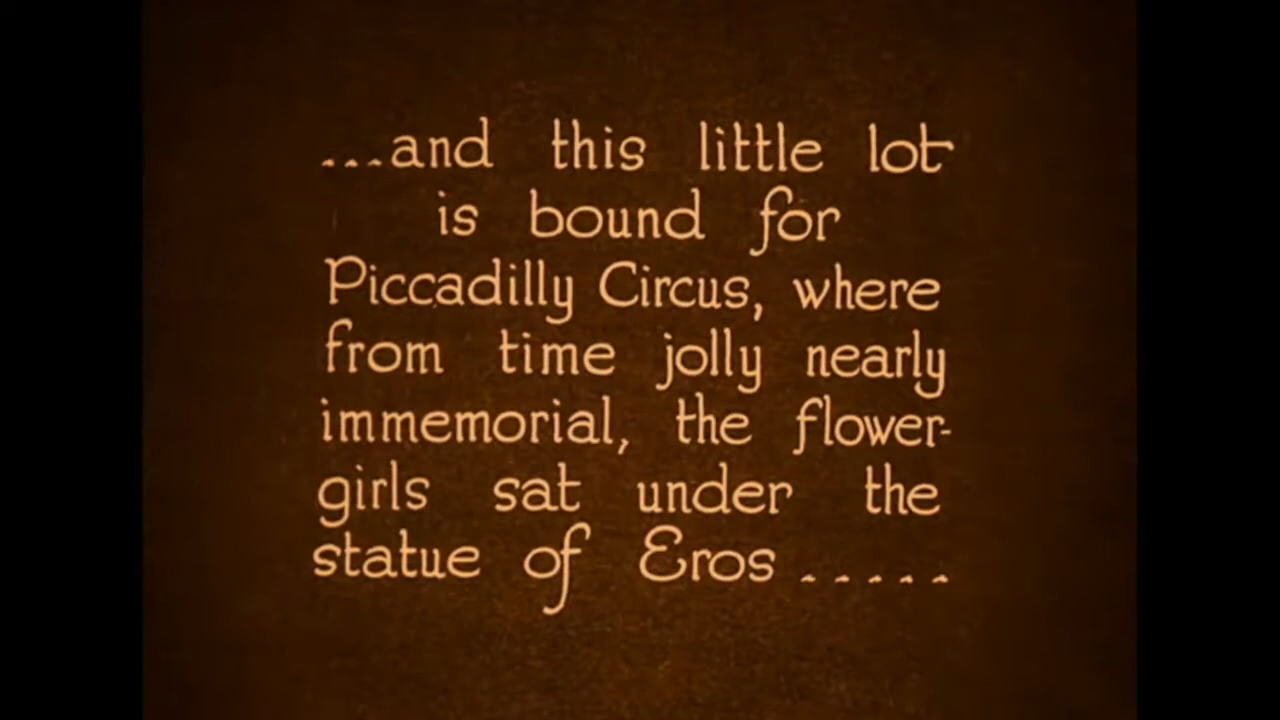 ...and this little lot
is bound for
Piccadilly Circus, where
from time jolly nearly
immemorial, the flower-
girls sat under the
statue of Eros.....